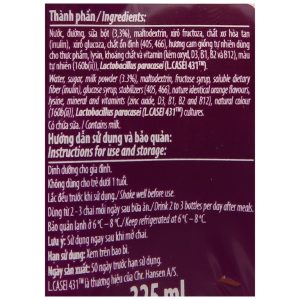 Thành phần/Ingredients:
Nước, đường, sữa bột (3.3%), maltodextrin, xirô fructoza, chất xơ hòa tan
(inulin), xirô glucoza, chất ổn định (405, 466), hương cam giống tự nhiên dùng
cho thực phẩm, lysin, khoáng chất và vitamin (kẽm oxid, D3, B1, B2 và B12), màu
tự nhiên (160b(ii)), Lactobacillus paracasei (L.CASEI 431™).
Water, sugar, milk powder (3.3%), maltodextrin, fructose syrup, soluble dietary
fiber (inulin), glucose syrup, stabilizers (405, 466), nature identical orange flavours,
lysine, mineral and vitamins (zinc oxide, D3, B1, B2 and B12), natural colour
(160b(ii)), Lactobacillus paracasei (L.CASEI 431™) cultures.
Có chứa sữa./ Contains milk.
Hướng dẫn sử dụng và bảo quản:
Instructions for use and storage:
Dinh dưỡng cho gia đình.
Không dùng cho trẻ dưới 1 tuổi.
Lắc đều trước khi sử dụng./ Shake well before use.
Dùng từ 2 - 3 chai mỗi ngày sau bữa ăn./ Drink 2 to 3 bottles per day after meals.
Bảo quản lạnh ở 6°C – 8°C./ Keep refrigerated at 6°C – 8°C.
Lưu ý: Sử dụng ngay sau khi mở chai.
Hạn sử dụng: Xem trên bao bì.
Ngày sản xuất: 50 ngày trước hạn sử dụng.
L.CASEI 431™ là thương hiệu của Chr. Hansen A/S.
325 ml